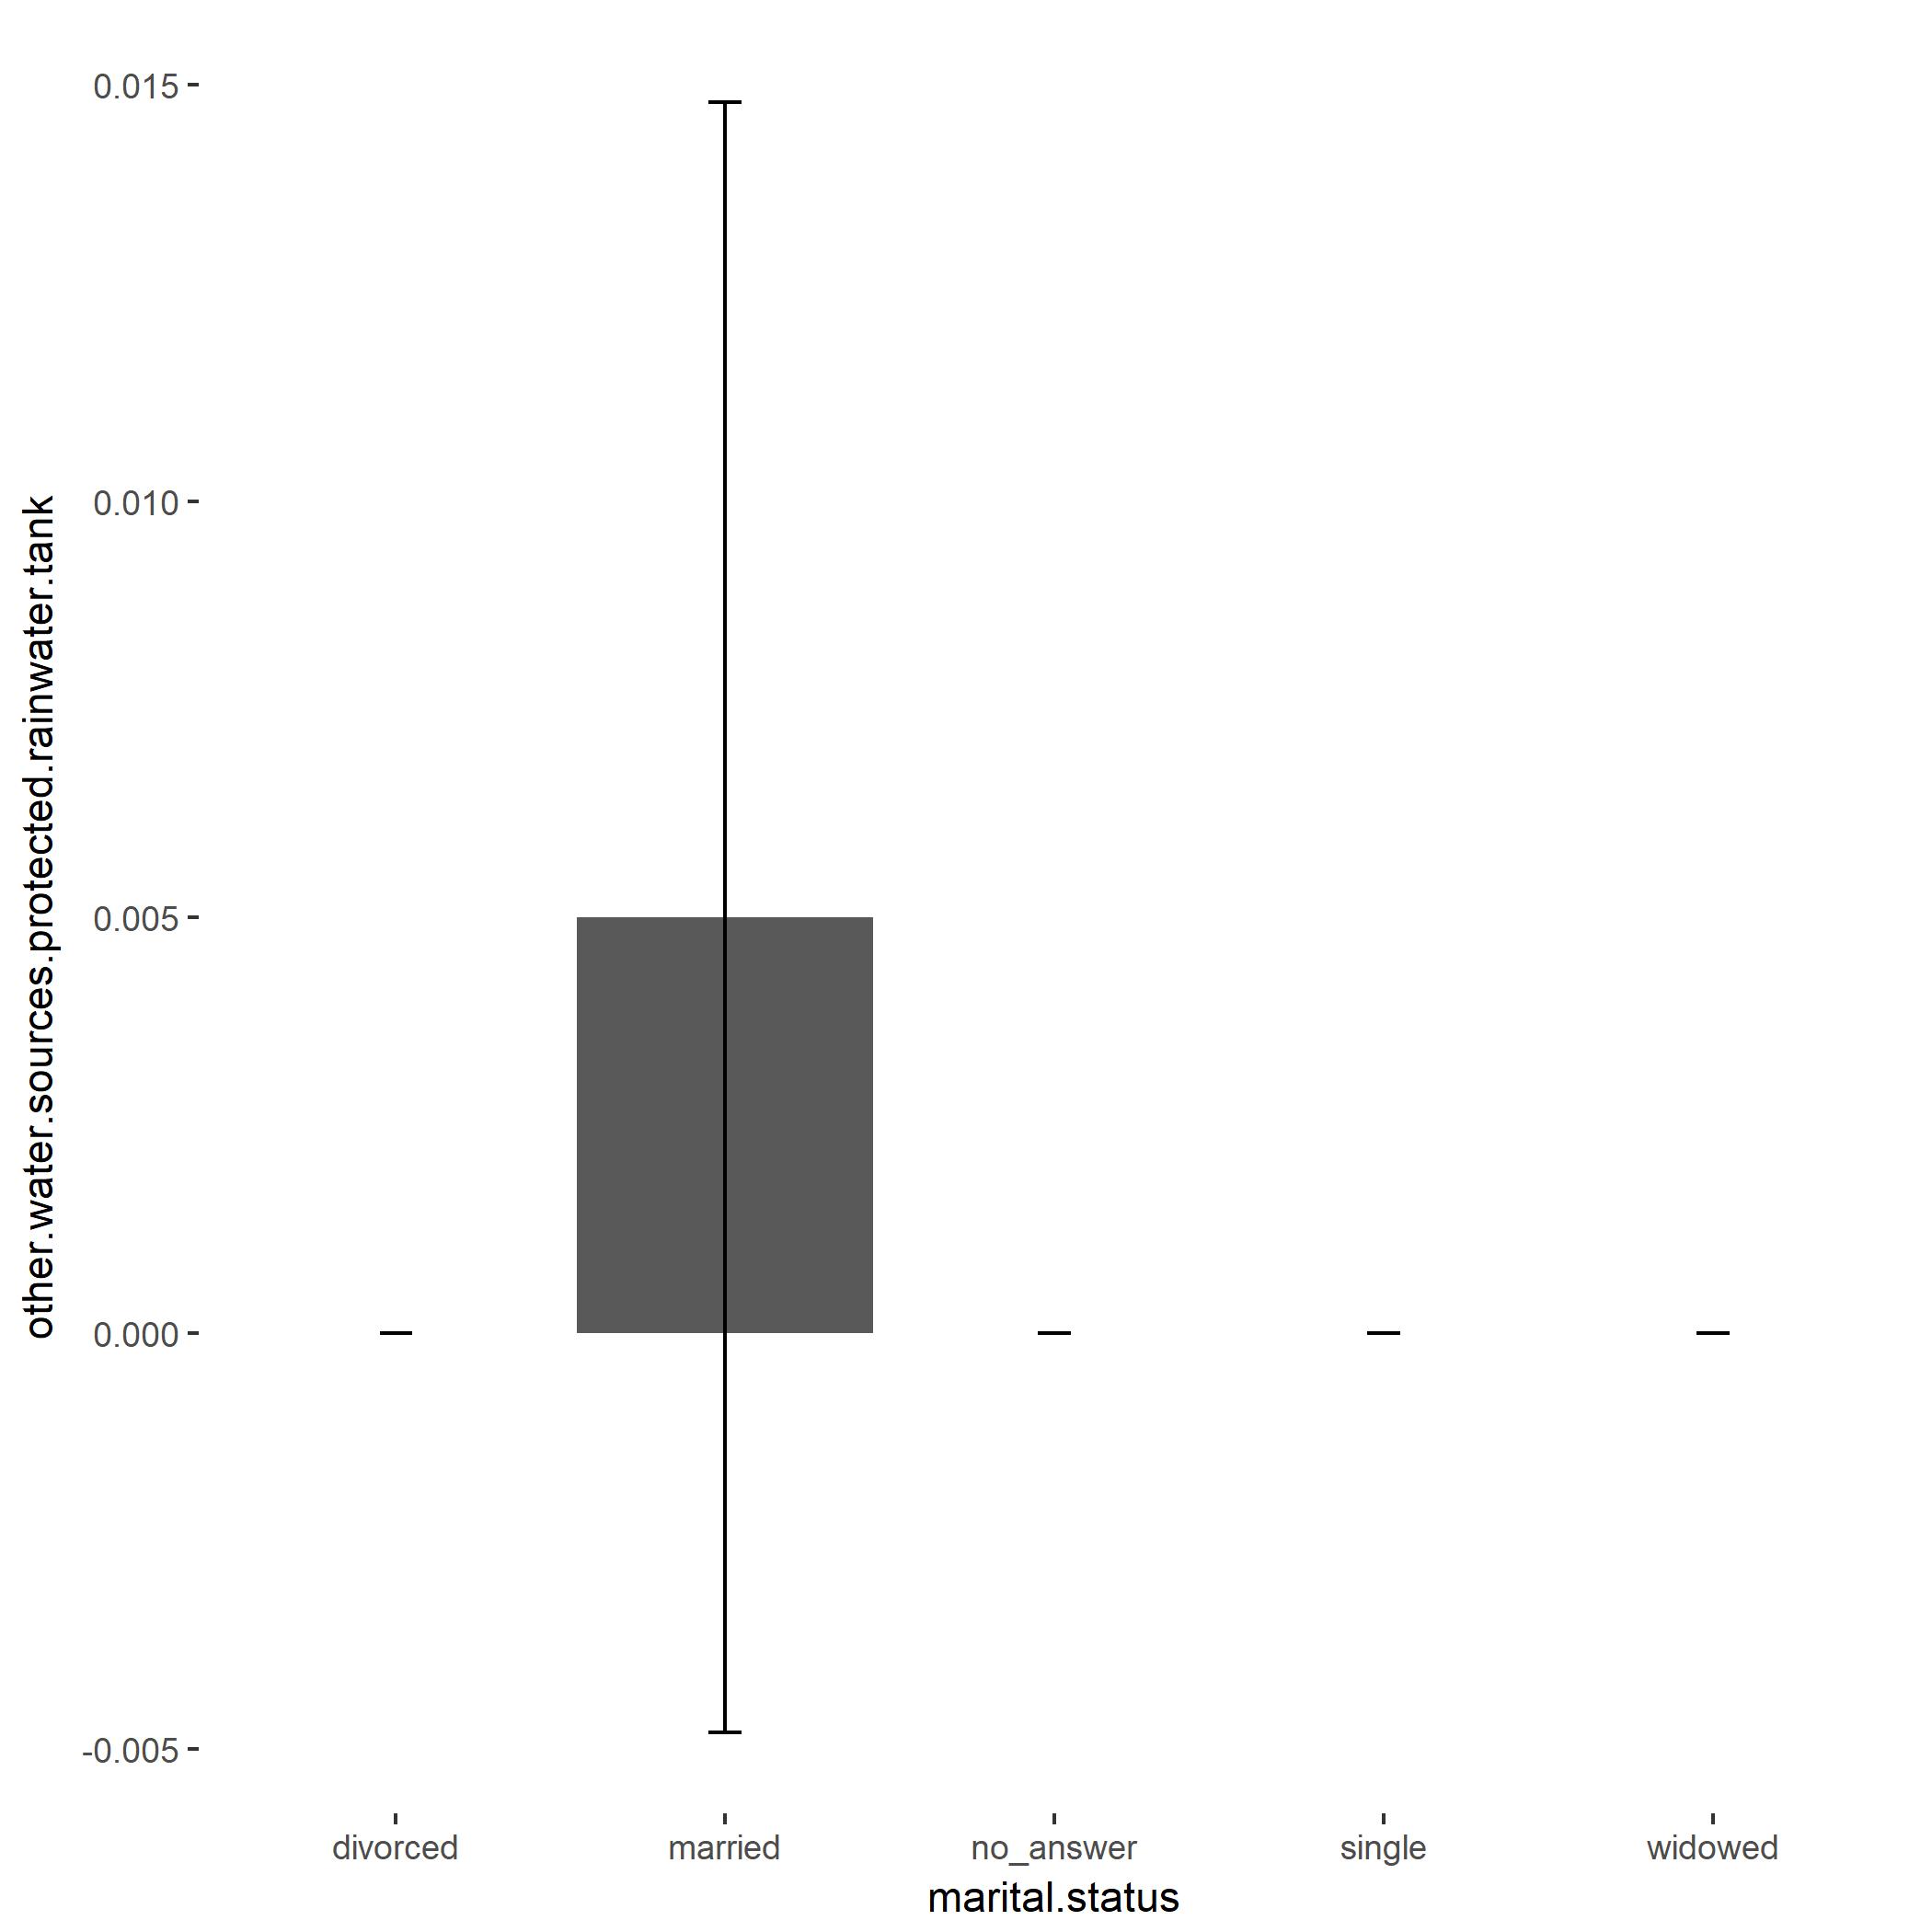 other.water.sources.protected.rainwater.tank
0.015
0.010
0.005
0.000
-0.005
divorced married no_answer single widowed
marital.status